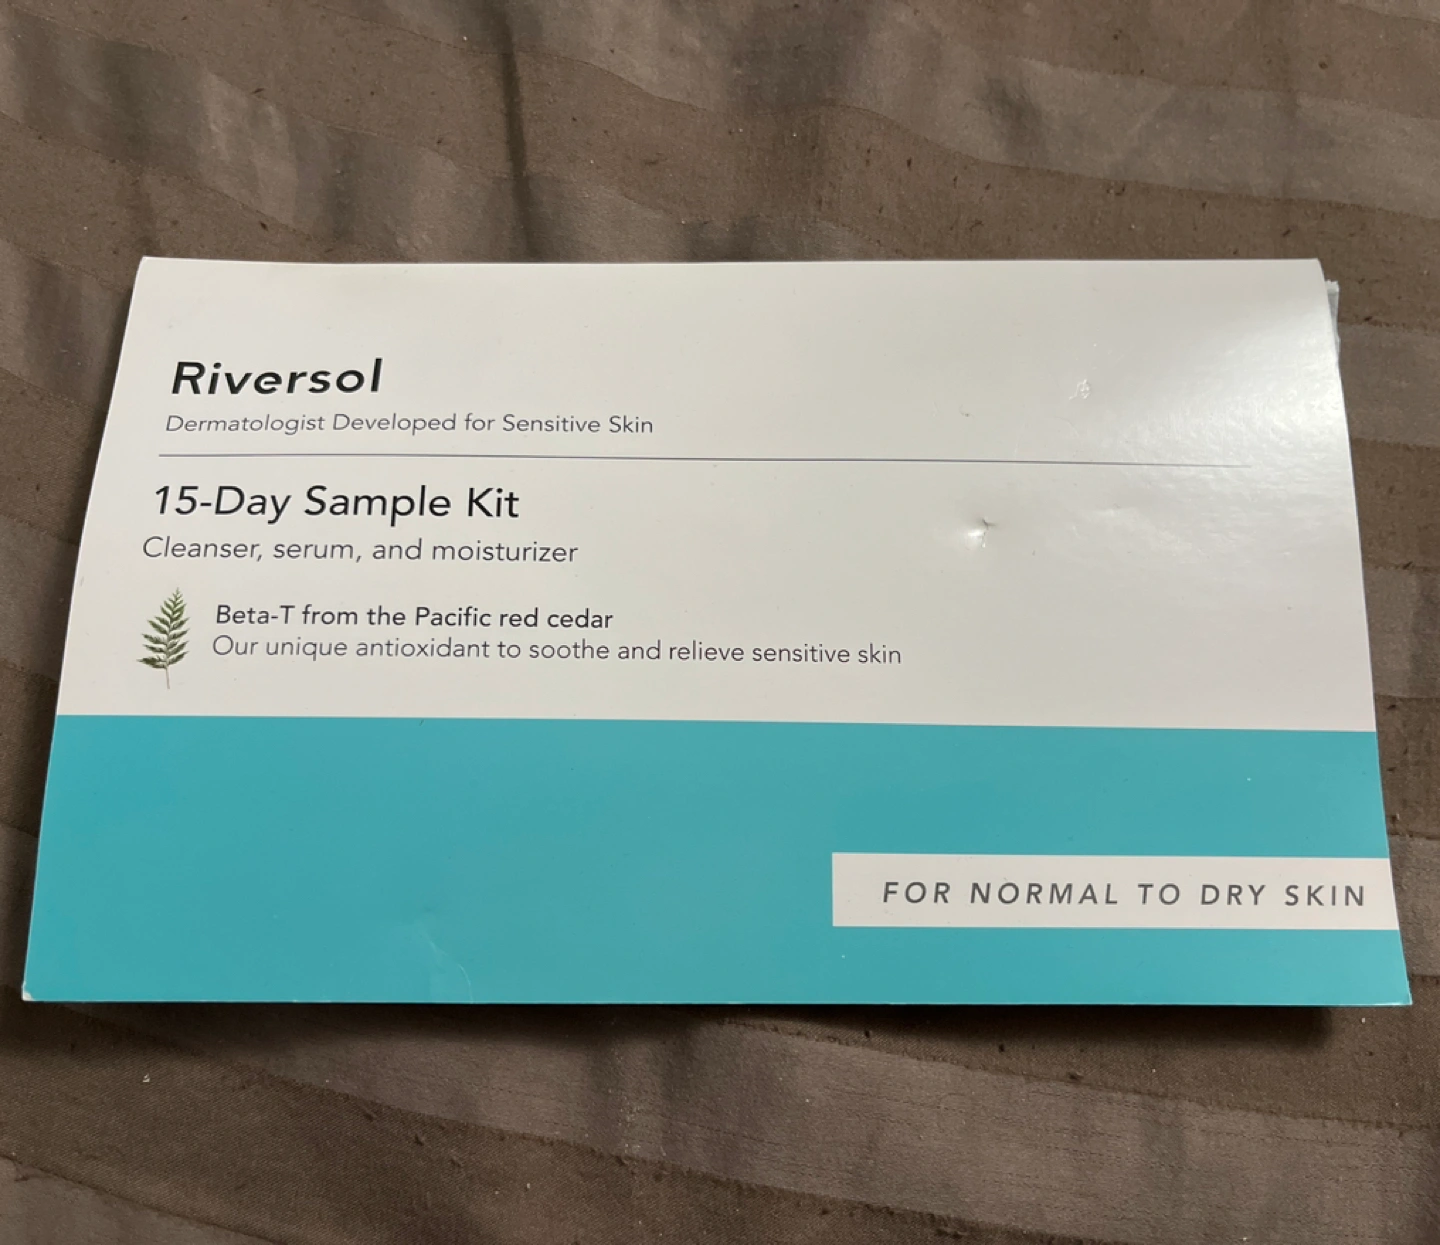 Riversol
Dermatologist Developed for Sensitive Skin
15-Day Sample Kit
Cleanser, serum, and moisturizer
Beta-T from the Pacific red cedar
Our unique antioxidant to soothe and relieve sensitive skin
FOR NORMAL TO DRY SKIN